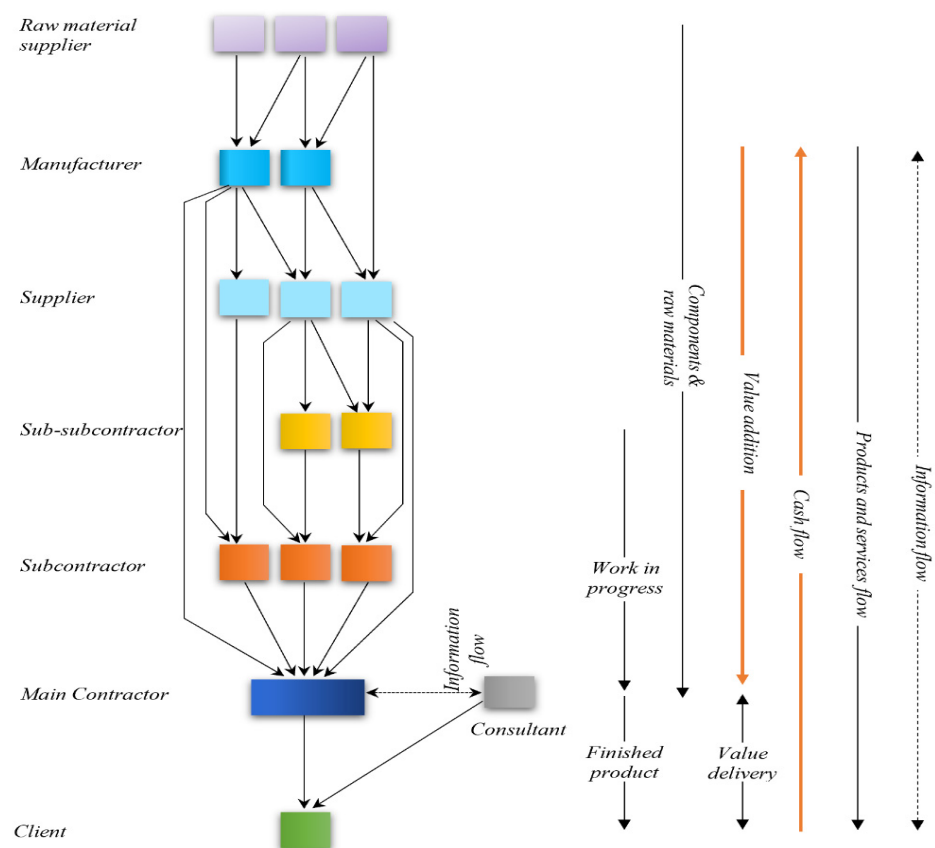 Raw material
supplier
Manufacturer
Supplier
Sub-subcontractor
Subcontractor
Main Contractor
Client
Information
flow
Consultant
Work in
progress
Finished
product
Components &
raw materials
Value addition
Value
delivery
Cash flow
Products and services flow
Information flow